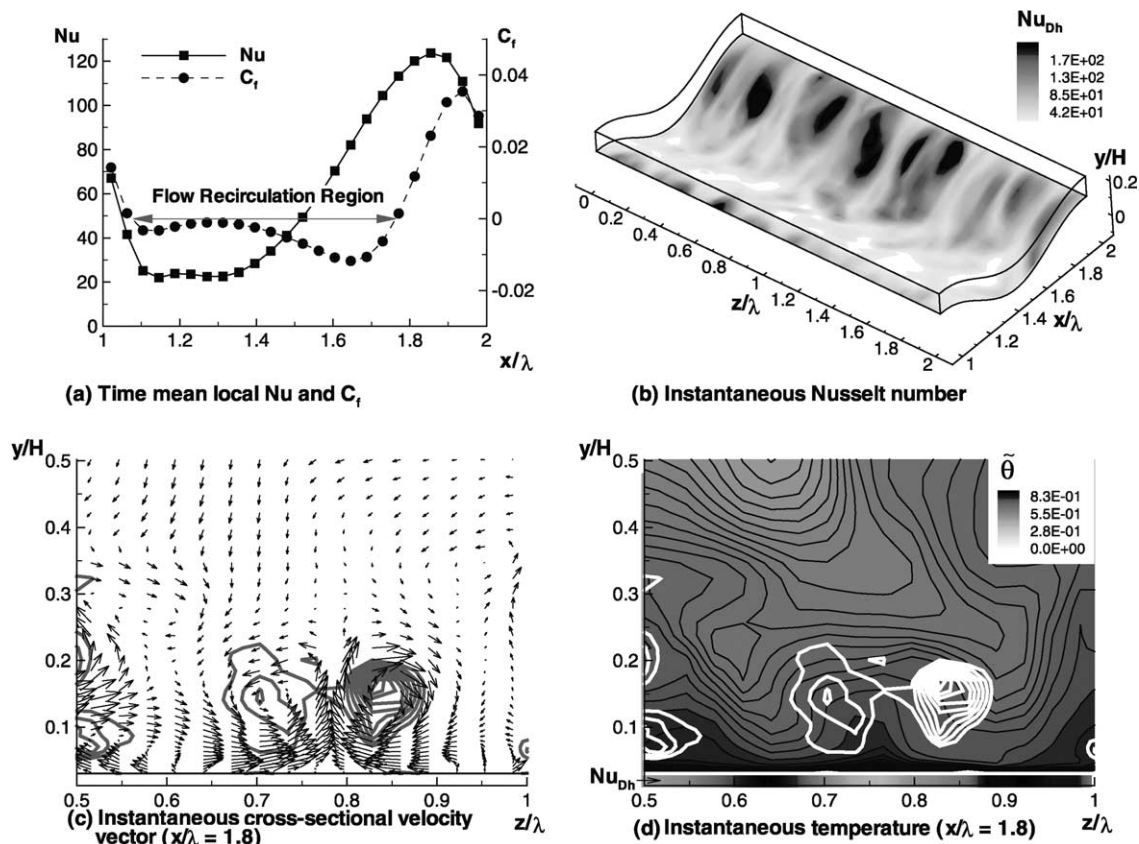 Nu
C_f
Nu_Dh
120
100
80
60
40
20
0
Nu
C_f
0.04
0.02
0
-0.02
Flow Recirculation Region
1 1.2 1.4 1.6 1.8 2
x/λ
(a) Time mean local Nu and C_f
1.7E+02
1.3E+02
8.5E+01
4.2E+01
y/H
0.2
0
0 0.2 0.4 0.6 0.8 1 1.2 1.4 1.6 1.8 2
z/λ
1 1.2 1.4 1.6 1.8 2
x/λ
(b) Instantaneous Nusselt number
y/H
0.5
0.4
0.3
0.2
0.1
0.5 0.6 0.7 0.8 0.9 1
(c) Instantaneous cross-sectional velocity z/λ
vector (x/λ = 1.8)
y/H
0.5
0.4
0.3
0.2
0.1
θ̃
8.3E-01
5.5E-01
2.8E-01
0.0E+00
Nu_Dh
0.5 0.6 0.7 0.8 0.9 1
(d) Instantaneous temperature (x/λ = 1.8) z/λ